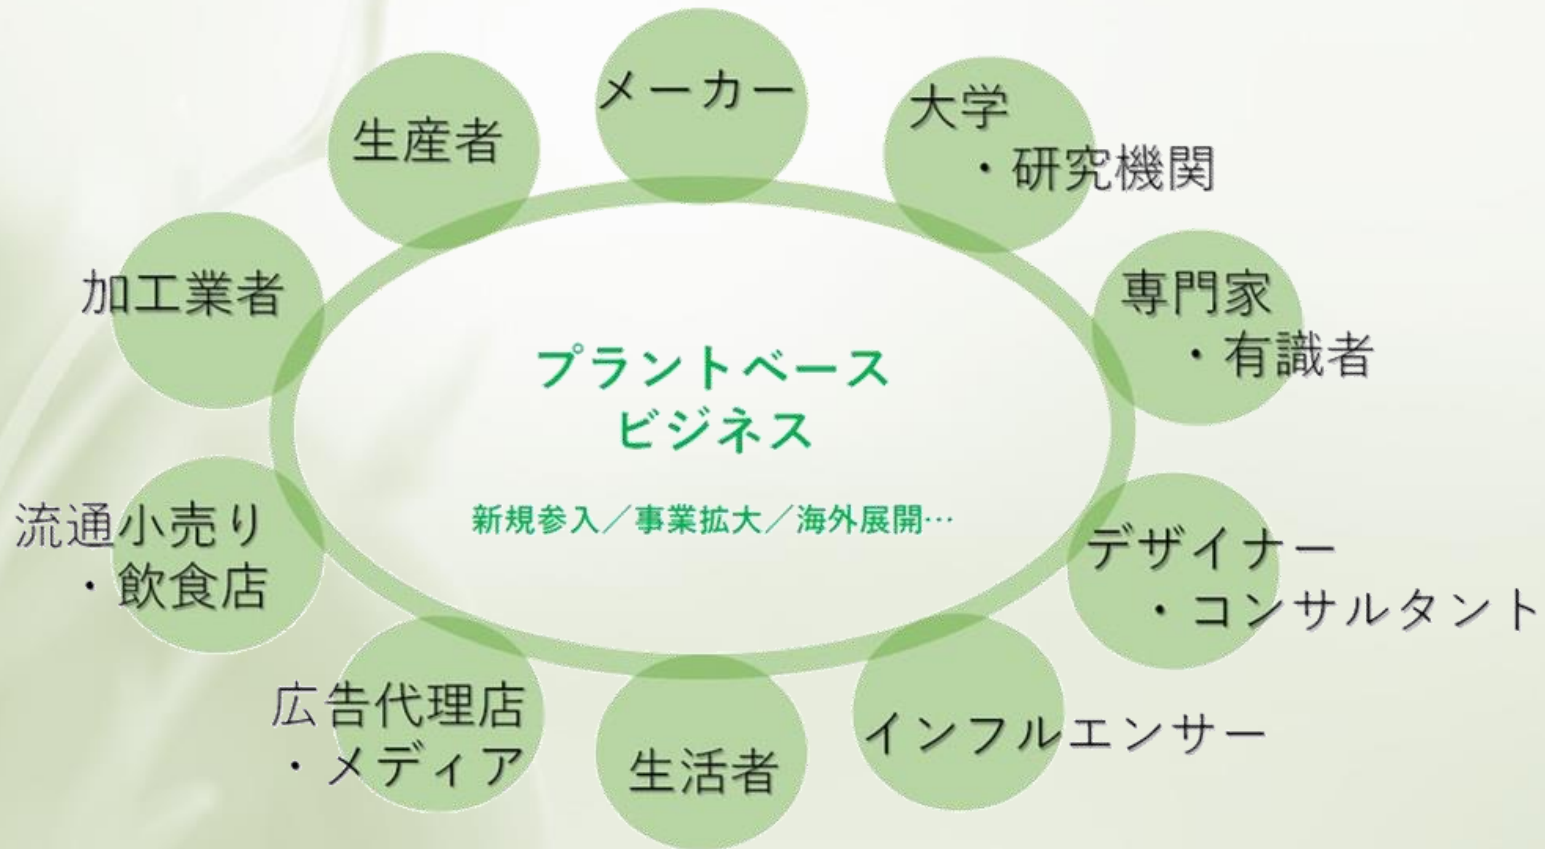 メーカー
大学
・研究機関
専門家
・有識者
デザイナー
・コンサルタント
インフルエンサー
生活者
広告代理店
・メディア
流通小売り
・飲食店
加工業者
生産者
プラントベース
ビジネス
新規参入／事業拡大／海外展開…